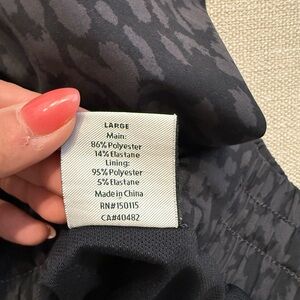 LARGE
Main:
86% Polyester
14% Elastane
Lining:
95% Polyester
5% Elastane
Made in China
RN#150115
CA#40482